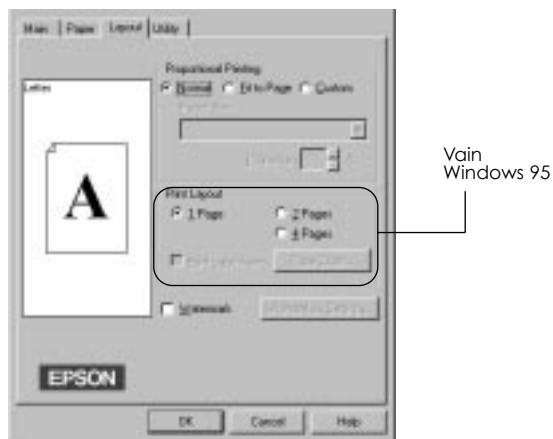 Main Paper Layout Utility
Proportional Printing
Letter
Normal Fit to Page Custom
A
Print Layout
1 Page 2 Pages
4 Pages
Watermark
EPSON
OK Cancel Help
Vain
Windows 95